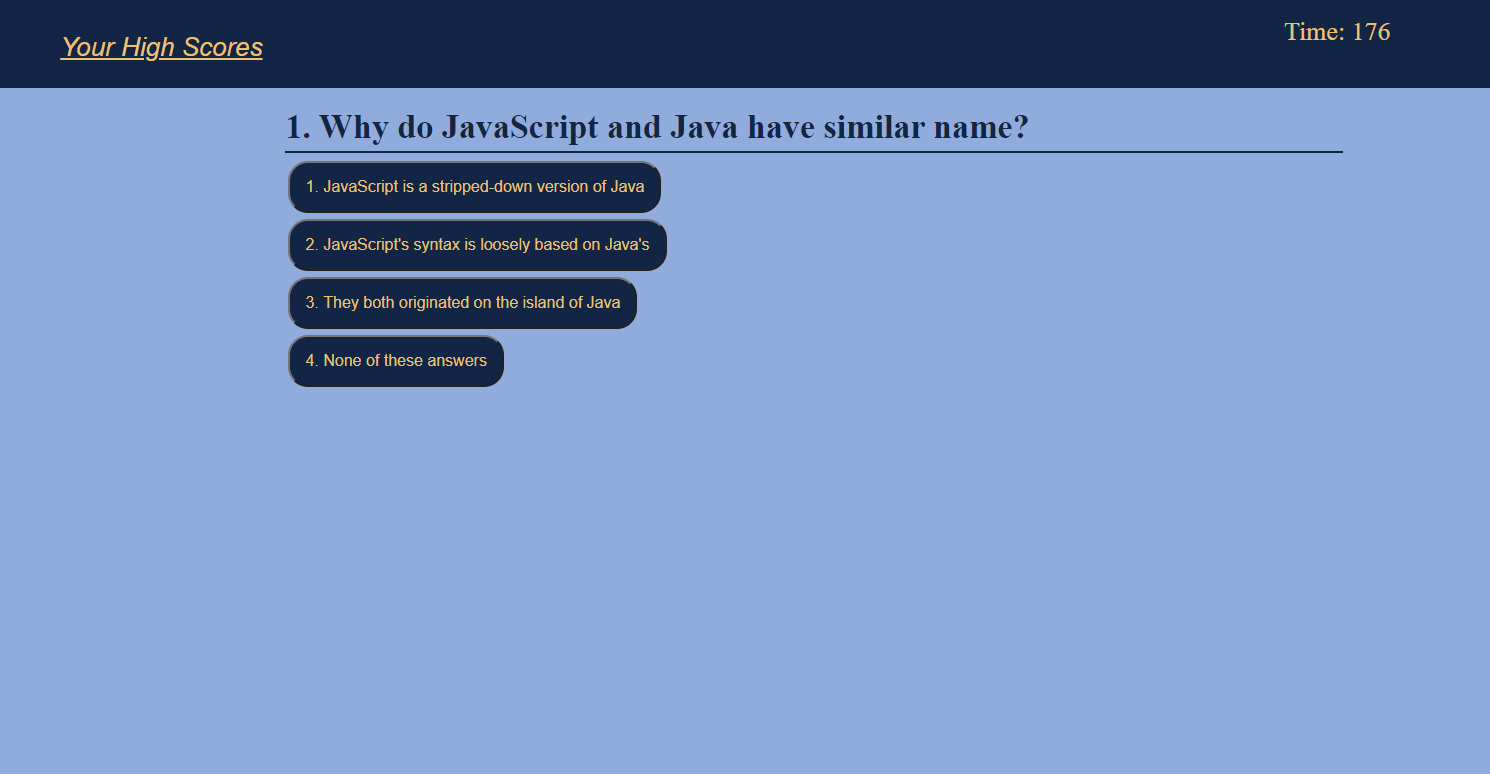 Your High Scores
Time: 176
1. Why do JavaScript and Java have similar name?
1. JavaScript is a stripped-down version of Java
2. JavaScript's syntax is loosely based on Java's
3. They both originated on the island of Java
4. None of these answers